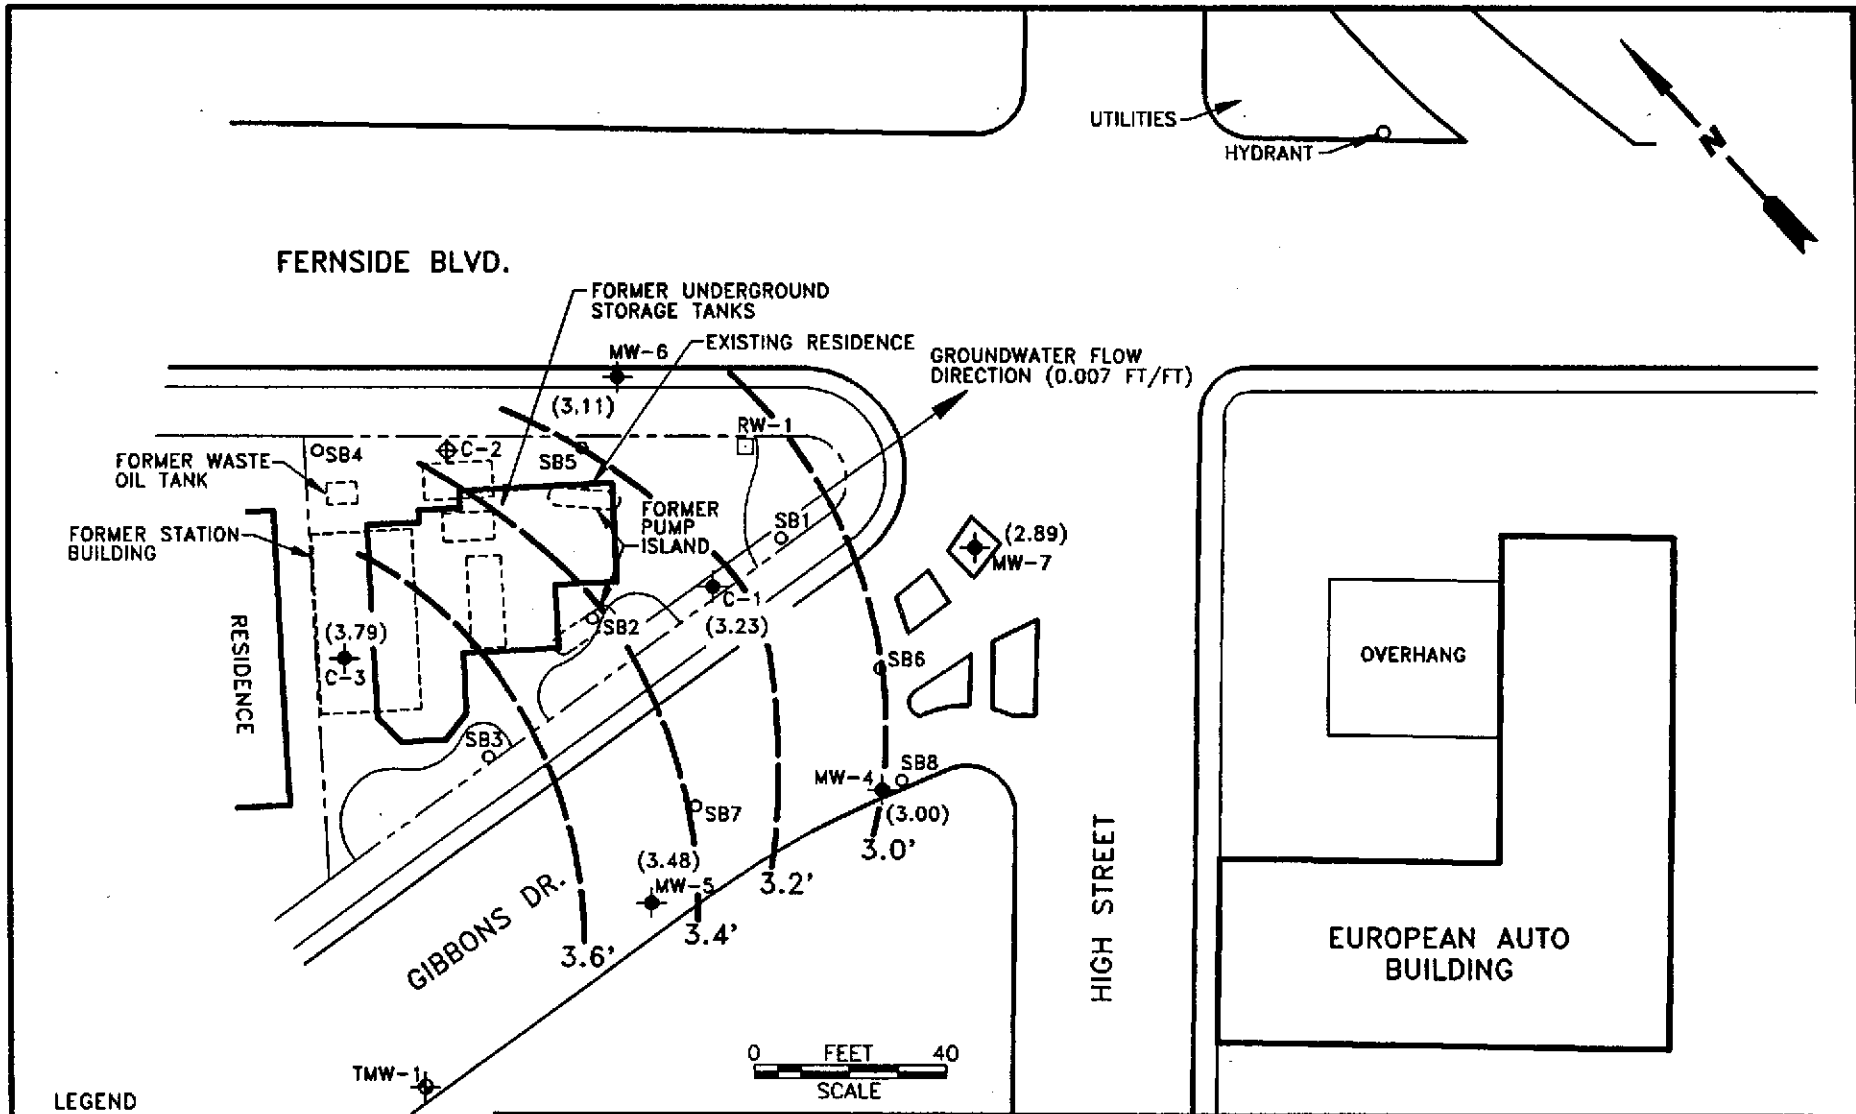 UTILITIES
HYDRANT
N
FERNSIDE BLVD.
FORMER UNDERGROUND
STORAGE TANKS
EXISTING RESIDENCE
MW-6
(3.11)
GROUNDWATER FLOW
DIRECTION (0.007 FT/FT)
RW-1
SB4
C-2
SB5
FORMER WASTE
OIL TANK
FORMER STATION
BUILDING
FORMER
PUMP
ISLAND
SB1
(2.89)
MW-7
C-1
SB2
(3.23)
RESIDENCE
(3.79)
C-3
SB6
OVERHANG
SB3
MW-4
SB8
(3.00)
SB7
3.0'
(3.48)
MW-5
3.2'
3.4'
3.6'
GIBBONS DR.
HIGH STREET
EUROPEAN AUTO
BUILDING
0 FEET 40
SCALE
TMW-1
LEGEND